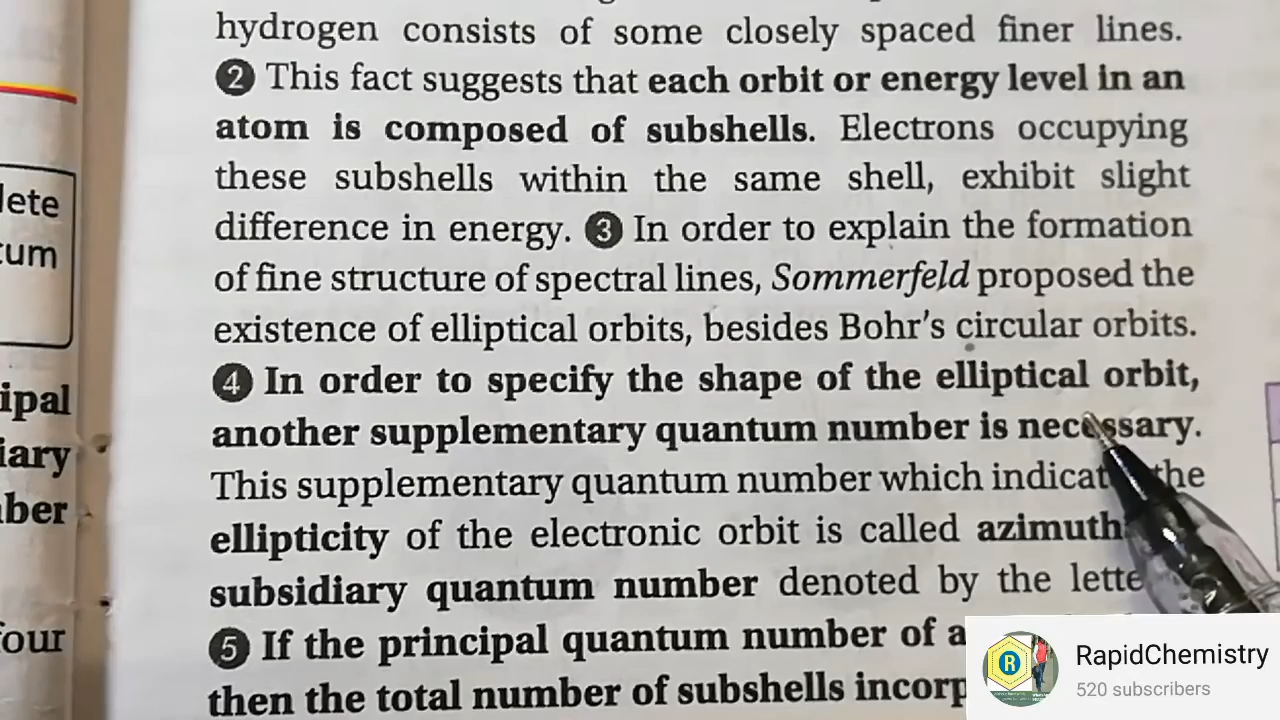 hydrogen consists of some closely spaced finer lines.
❷ This fact suggests that each orbit or energy level in an
atom is composed of subshells. Electrons occupying
these subshells within the same shell, exhibit slight
difference in energy. ❸ In order to explain the formation
of fine structure of spectral lines, Sommerfeld proposed the
existence of elliptical orbits, besides Bohr's circular orbits.
❹ In order to specify the shape of the elliptical orbit,
another supplementary quantum number is necessary.
This supplementary quantum number which indicat the
ellipticity of the electronic orbit is called azimuth
subsidiary quantum number denoted by the lette
❺ If the principal quantum number of a
then the total number of subshells incorp
lete
tum
ipal
iary
ber
four
RapidChemistry
520 subscribers